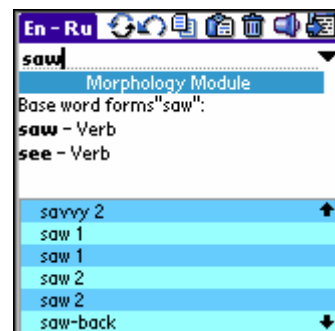 En - Ru
saw
Morphology Module
Base word forms"saw":
saw - Verb
see - Verb
savvy 2
saw 1
saw 1
saw 2
saw 2
saw-back